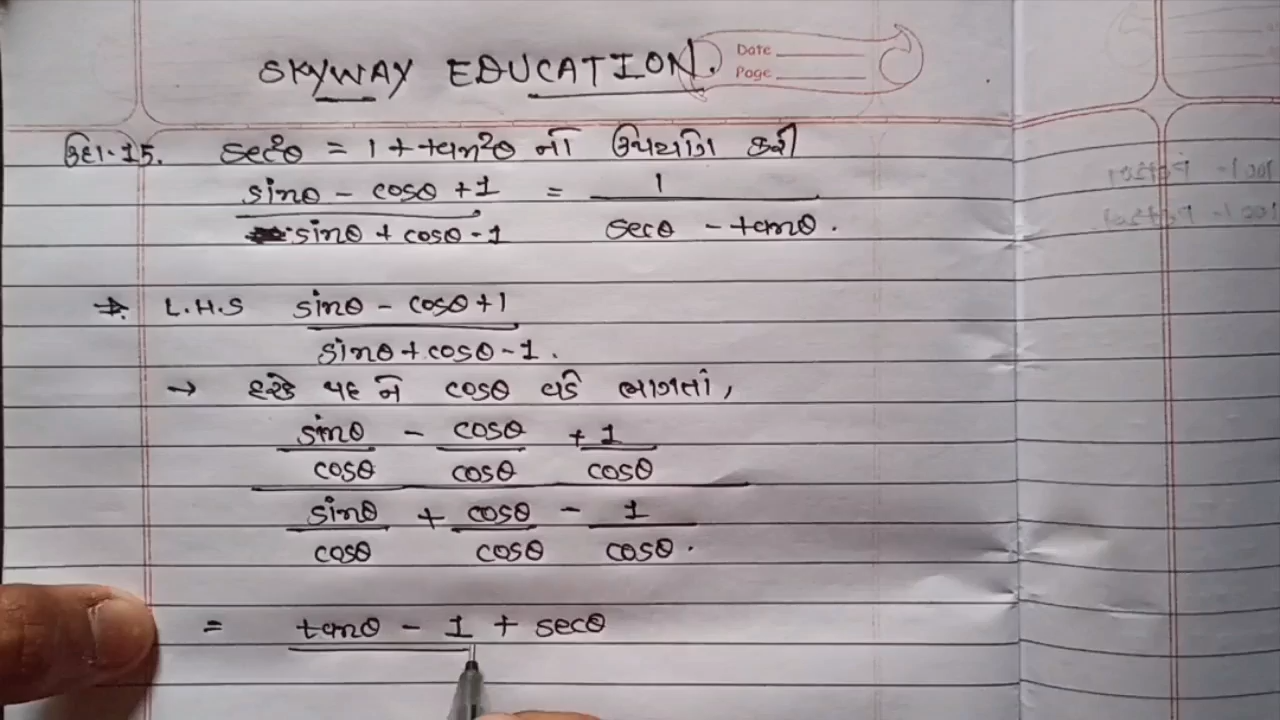 SKYWAY EDUCATION.
Date
Page
ઉદા-15. sec²θ = 1 + tan²θ નો ઉપયોગ કરી
sinθ - cosθ + 1 = 1
sinθ + cosθ - 1 secθ - tanθ.
⇒ L.H.S sinθ - cosθ + 1
sinθ + cosθ - 1.
→ દરેક પદ ને cosθ વડે ભાગતાં,
sinθ - cosθ + 1
cosθ cosθ cosθ
sinθ + cosθ - 1
cosθ cosθ cosθ.
= tanθ - 1 + secθ